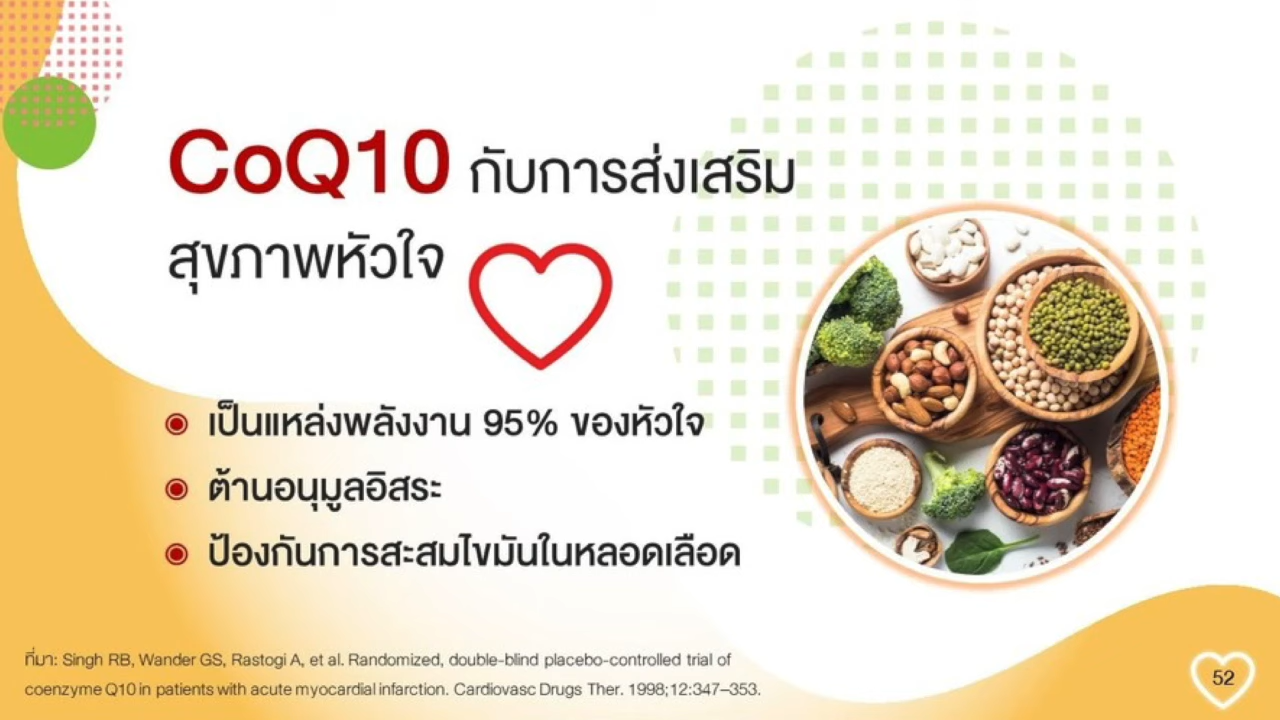 CoQ10 กับการส่งเสริม
สุขภาพหัวใจ
เป็นแหล่งพลังงาน 95% ของหัวใจ
ต้านอนุมูลอิสระ
ป้องกันการสะสมไขมันในหลอดเลือด
ที่มา: Singh RB, Wander GS, Rastogi A, et al. Randomized, double-blind placebo-controlled trial of
coenzyme Q10 in patients with acute myocardial infarction. Cardiovasc Drugs Ther. 1998;12:347–353.
52